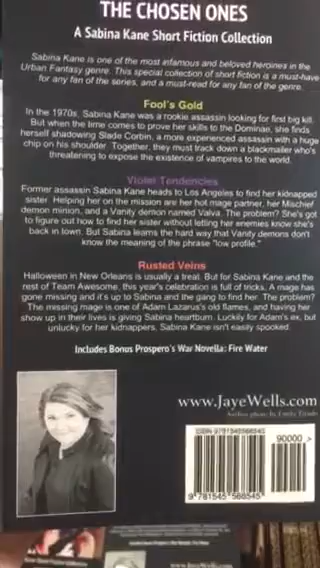 THE CHOSEN ONES
A Sabina Kane Short Fiction Collection
Sabina Kane is one of the most infamous and beloved heroines in the
Urban Fantasy genre. This special collection of short fiction is a must-have
for any fan of the series, and a must-read for any fan of the genre.
Fool's Gold
In the 1970s, Sabina Kane was a rookie assassin looking for first big kill.
But when the time comes to prove her skills to the Dominae, she finds
herself shadowing Slade Corbin, a more experienced assassin with a huge
chip on his shoulder. Together, they must track down a blackmailer who's
threatening to expose the existence of vampires to the world.
Violet Tendencies
Former assassin Sabina Kane heads to Los Angeles to find her kidnapped
sister. Helping her on the mission are her hot mage partner, her Mischief
demon minion, and a Vanity demon named Valva. The problem? She's got
to figure out how to find her sister without letting her enemies know she's
back in town. But Sabina learns the hard way that Vanity demons don't
know the meaning of the phrase "low profile."
Rusted Veins
Halloween in New Orleans is usually a treat. But for Sabina Kane and the
rest of Team Awesome, this year's celebration is full of tricks. A mage has
gone missing and it's up to Sabina and the gang to find her. The problem?
The missing mage is one of Adam Lazarus's old flames, and having her
show up in their lives is giving Sabina heartburn. Luckily for Adam's ex, but
unlucky for her kidnappers, Sabina Kane isn't easily spooked.
Includes Bonus Prospero's War Novella: Fire Water
www.JayeWells.com
Author photo by Emily
ISBN 9781545566545
90000 >
9 781545 566545